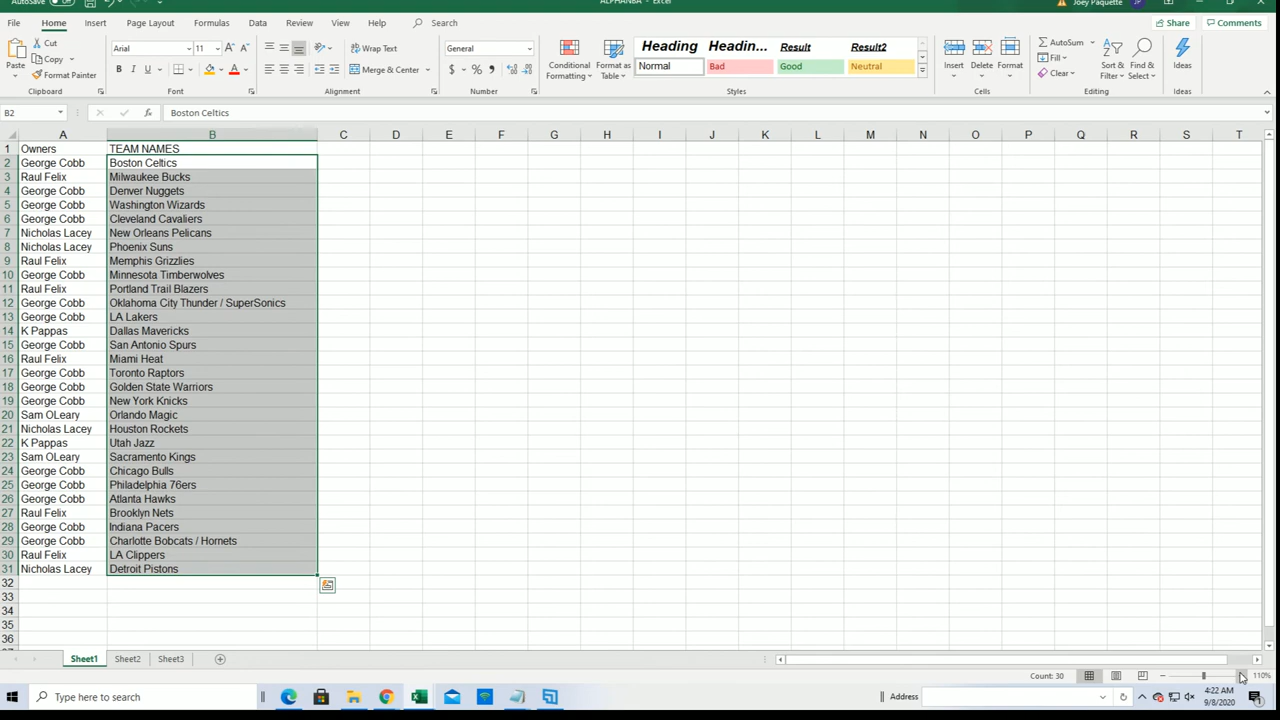 AutoSave Off ALPHANBA - Excel Joey Paquette JP
File Home Insert Page Layout Formulas Data Review View Help Search Share Comments
Paste Cut Copy Format Painter Clipboard
Arial 11 A A B I U A Font
Wrap Text Merge & Center Alignment
General $ % , Number
Conditional Formatting Format as Table
Heading Headin... Result Result2
Normal Bad Good Neutral
Styles
Insert Delete Format Cells
AutoSum Fill Clear Sort & Filter Find & Select Editing
Ideas Ideas
B2 fx Boston Celtics
A B C D E F G H I J K L M N O P Q R S T
1 Owners TEAM NAMES
2 George Cobb Boston Celtics
3 Raul Felix Milwaukee Bucks
4 George Cobb Denver Nuggets
5 George Cobb Washington Wizards
6 George Cobb Cleveland Cavaliers
7 Nicholas Lacey New Orleans Pelicans
8 Nicholas Lacey Phoenix Suns
9 Raul Felix Memphis Grizzlies
10 George Cobb Minnesota Timberwolves
11 Raul Felix Portland Trail Blazers
12 George Cobb Oklahoma City Thunder / SuperSonics
13 George Cobb LA Lakers
14 K Pappas Dallas Mavericks
15 George Cobb San Antonio Spurs
16 Raul Felix Miami Heat
17 George Cobb Toronto Raptors
18 George Cobb Golden State Warriors
19 George Cobb New York Knicks
20 Sam OLeary Orlando Magic
21 Nicholas Lacey Houston Rockets
22 K Pappas Utah Jazz
23 Sam OLeary Sacramento Kings
24 George Cobb Chicago Bulls
25 George Cobb Philadelphia 76ers
26 George Cobb Atlanta Hawks
27 Raul Felix Brooklyn Nets
28 George Cobb Indiana Pacers
29 George Cobb Charlotte Bobcats / Hornets
30 Raul Felix LA Clippers
31 Nicholas Lacey Detroit Pistons
32
33
34
35
36
Sheet1 Sheet2 Sheet3
Count: 30 110%
Type here to search Address 4:22 AM
9/8/2020